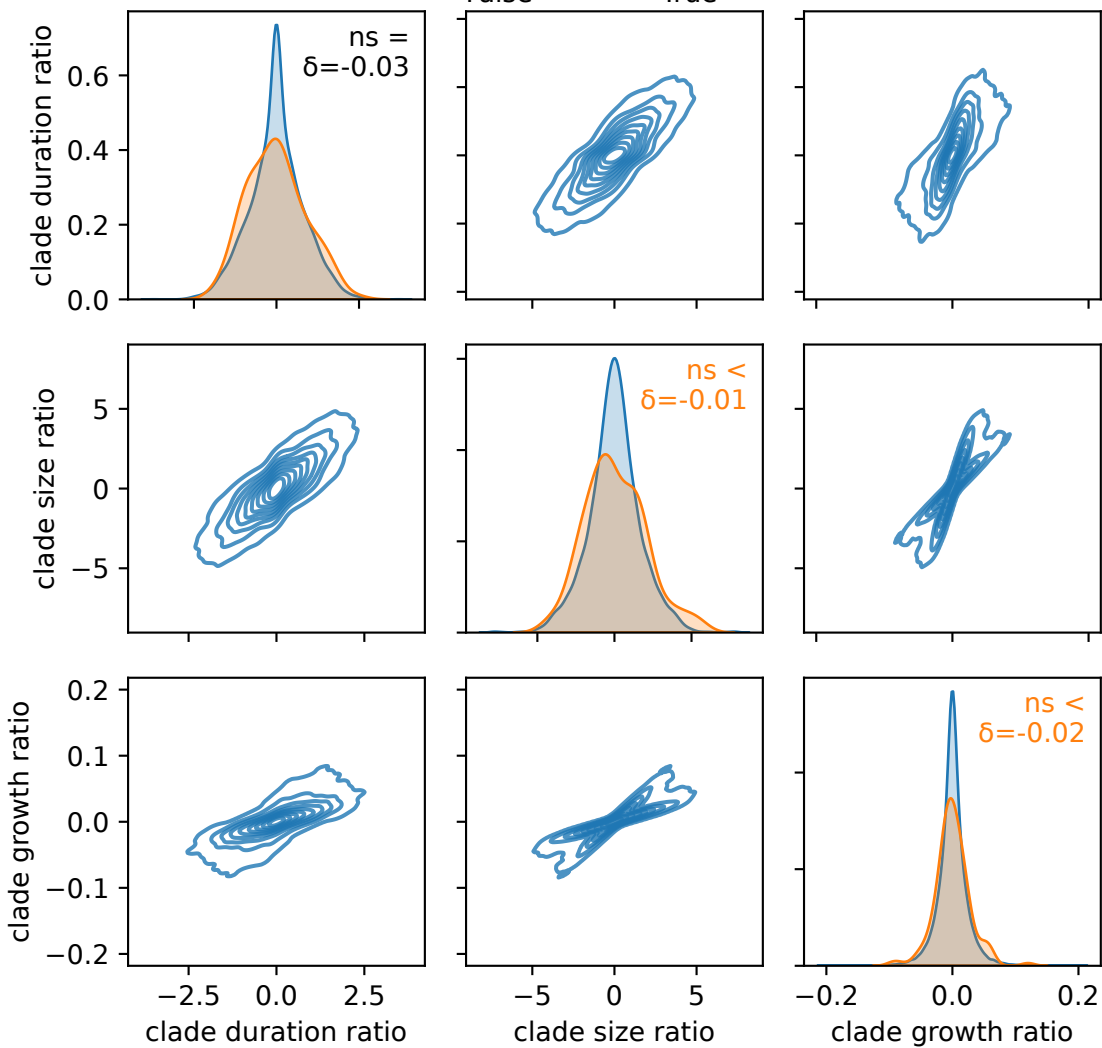 ns =
δ=-0.03
clade duration ratio
0.6
0.4
0.2
0.0
ns <
δ=-0.01
clade size ratio
5
0
−5
ns <
δ=-0.02
clade growth ratio
0.2
0.1
0.0
−0.1
−0.2
−2.5 0.0 2.5
−5 0 5
−0.2 0.0 0.2
clade duration ratio
clade size ratio
clade growth ratio